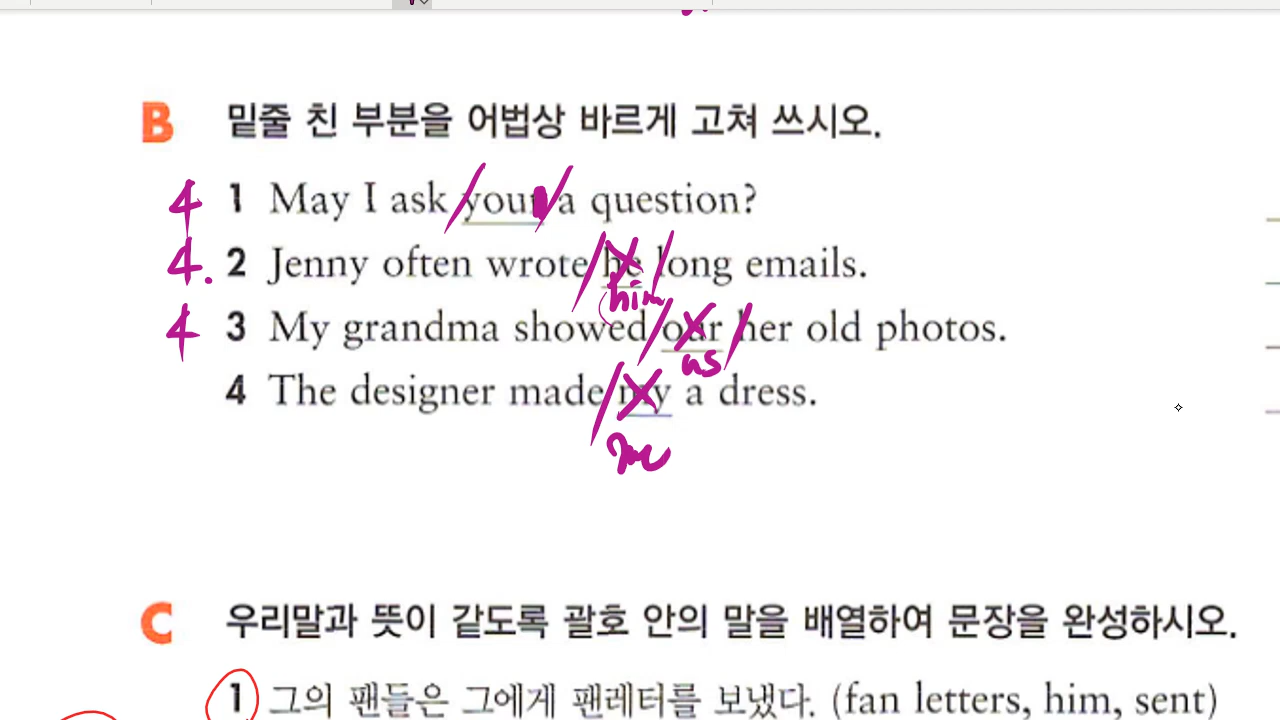 B 밑줄 친 부분을 어법상 바르게 고쳐 쓰시오.
4 1 May I ask your a question?
4. 2 Jenny often wrote he long emails.
him
4 3 My grandma showed our her old photos.
us
4 The designer made my a dress.
me
C 우리말과 뜻이 같도록 괄호 안의 말을 배열하여 문장을 완성하시오.
1 그의 팬들은 그에게 팬레터를 보냈다. (fan letters, him, sent)